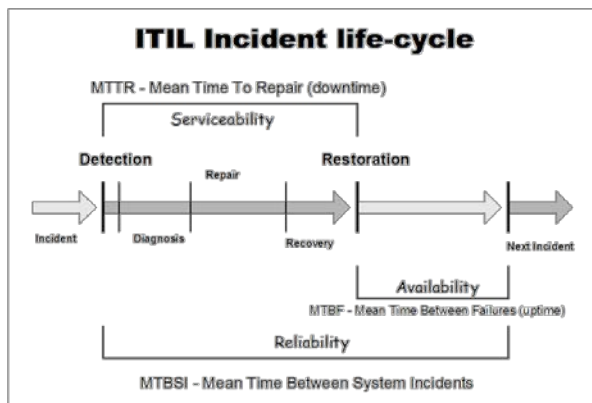 ITIL Incident life-cycle
MTTR - Mean Time To Repair (downtime)
Serviceability
Detection
Restoration
Repair
Incident
Diagnosis
Recovery
Next Incident
Availability
MTBF - Mean Time Between Failures (uptime)
Reliability
MTBSI - Mean Time Between System Incidents